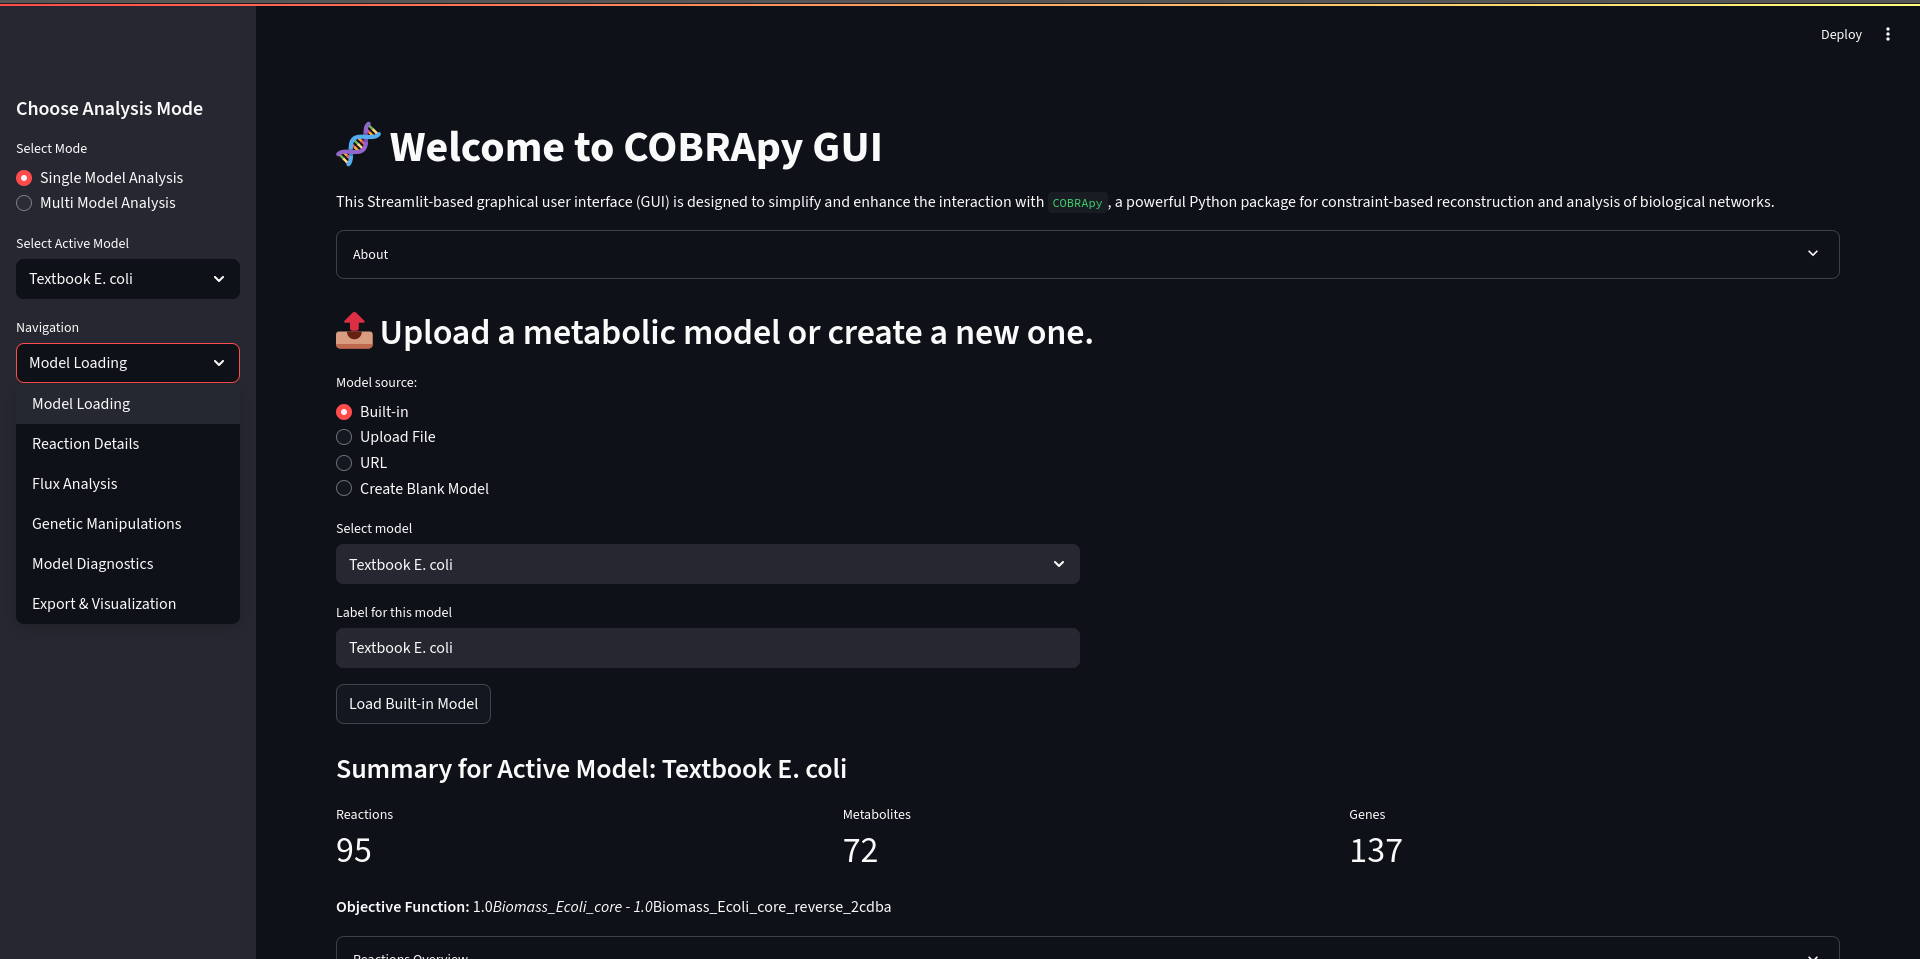 Deploy
Choose Analysis Mode
Select Mode
Single Model Analysis
Multi Model Analysis
Select Active Model
Textbook E. coli
Navigation
Model Loading
Model Loading
Reaction Details
Flux Analysis
Genetic Manipulations
Model Diagnostics
Export & Visualization
Welcome to COBRApy GUI
This Streamlit-based graphical user interface (GUI) is designed to simplify and enhance the interaction with COBRApy, a powerful Python package for constraint-based reconstruction and analysis of biological networks.
About
Upload a metabolic model or create a new one.
Model source:
Built-in
Upload File
URL
Create Blank Model
Select model
Textbook E. coli
Label for this model
Textbook E. coli
Load Built-in Model
Summary for Active Model: Textbook E. coli
Reactions
95
Metabolites
72
Genes
137
Objective Function: 1.0Biomass_Ecoli_core - 1.0Biomass_Ecoli_core_reverse_2cdba
Reactions Overview